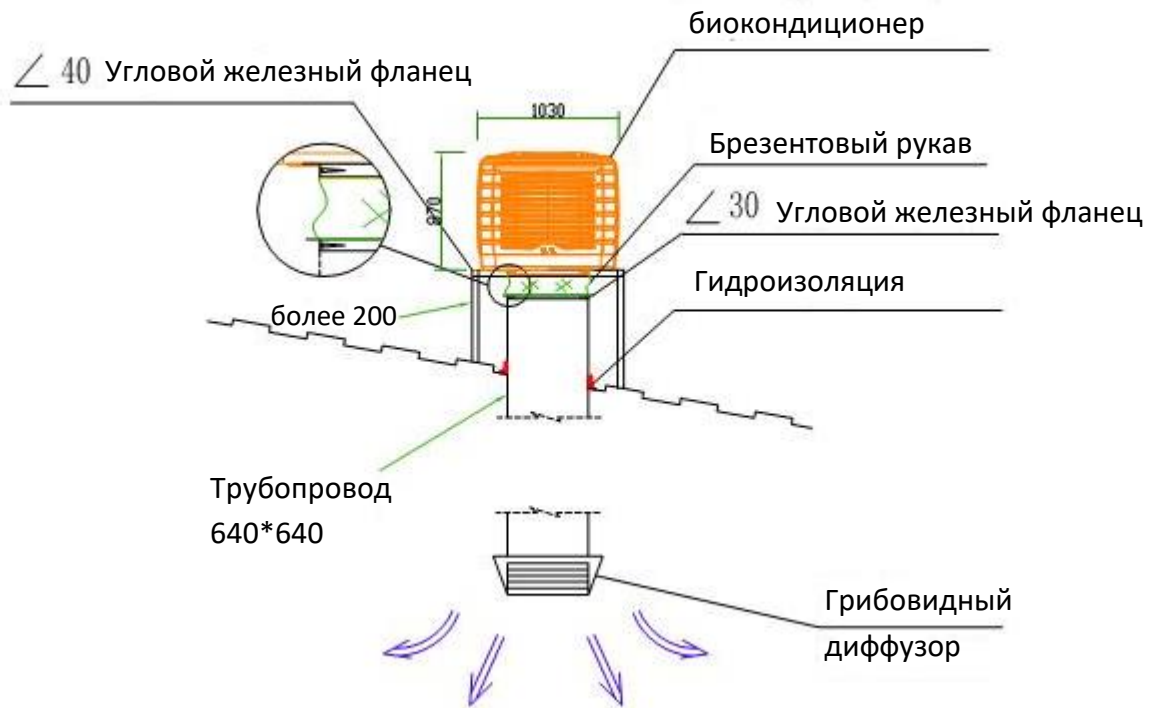 биокондиционер
∠ 40 Угловой железный фланец
1030
Брезентовый рукав
970
∠ 30 Угловой железный фланец
Гидроизоляция
более 200
Трубопровод
640*640
Грибовидный
диффузор